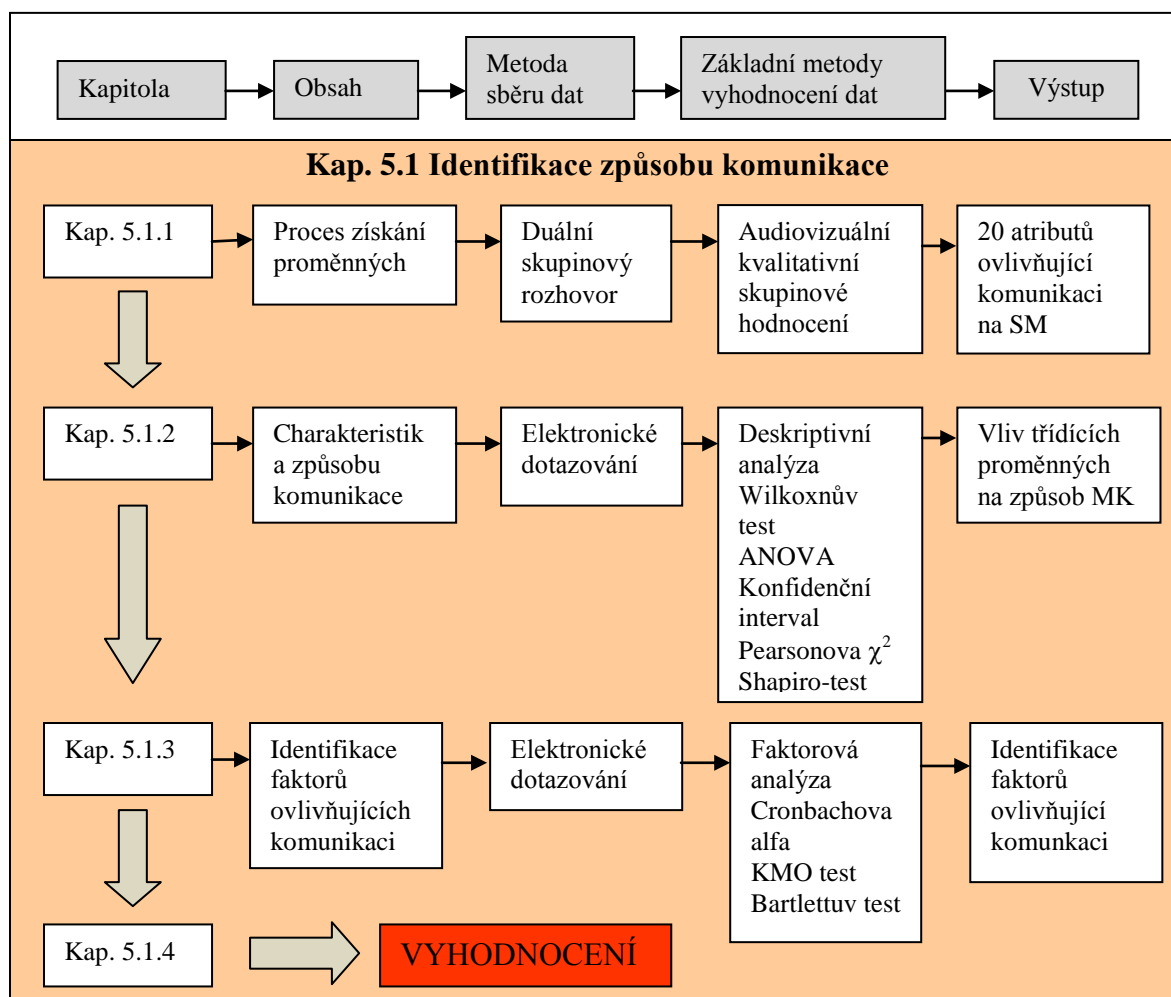 Kapitola
Obsah
Metoda
sběru dat
Základní metody
vyhodnocení dat
Výstup
Kap. 5.1 Identifikace způsobu komunikace
Kap. 5.1.1
Proces získání
proměnných
Duální
skupinový
rozhovor
Audiovizuální
kvalitativní
skupinové
hodnocení
20 atributů
ovlivňující
komunikaci
na SM
Kap. 5.1.2
Charakteristik
a způsobu
komunikace
Elektronické
dotazování
Deskriptivní
analýza
Wilkoxnův
test
ANOVA
Konfidenční
interval
Pearsonova χ²
Shapiro-test
Vliv třídících
proměnných
na způsob MK
Kap. 5.1.3
Identifikace
faktorů
ovlivňujících
komunikaci
Elektronické
dotazování
Faktorová
analýza
Cronbachova
alfa
KMO test
Bartlettuv test
Identifikace
faktorů
ovlivňující
komunkaci
Kap. 5.1.4
VYHODNOCENÍ